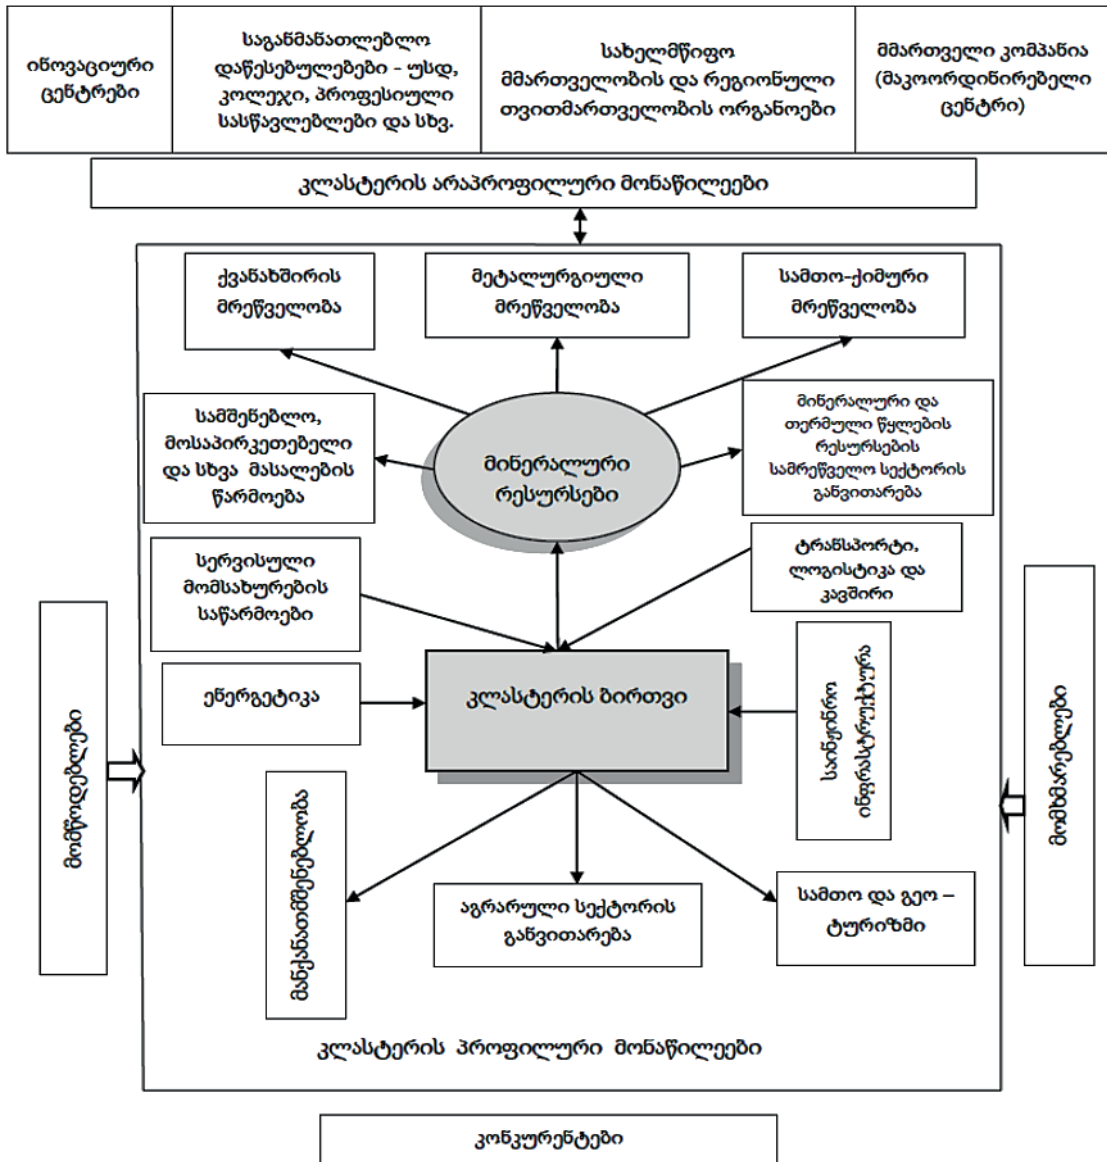 ინოვაციური
ცენტრები
საგანმანათლებლო
დაწესებულებები - უსდ,
კოლეჯი, პროფესიული
სასწავლებლები და სხვ.
სახელმწიფო
მმართველობის და რეგიონული
თვითმართველობის ორგანოები
მმართველი კომპანია
(მაკოორდინირებელი
ცენტრი)
კლასტერის არაპროფილური მონაწილეები
ქვანახშირის
მრეწველობა
მეტალურგიული
მრეწველობა
სამთო-ქიმური
მრეწველობა
სამშენებლო,
მოსაპირკეთებელი
და სხვა მასალების
წარმოება
მინერალური
რესურსები
მინერალური და
თერმული წყლების
რესურსების
სამრეწველო სექტორის
განვითარება
სერვისული
მომსახურების
საწარმოები
ტრანსპორტი,
ლოგისტიკა და
კავშირი
ენერგეტიკა
კლასტერის ბირთვი
საინჟინრო
ინფრასტრუქტურა
მომწოდებლები
მომხმარებლები
მანქანათმშენებლობა
აგრარული სექტორის
განვითარება
სამთო და გეო –
ტურიზმი
კლასტერის პროფილური მონაწილეები
კონკურენტები